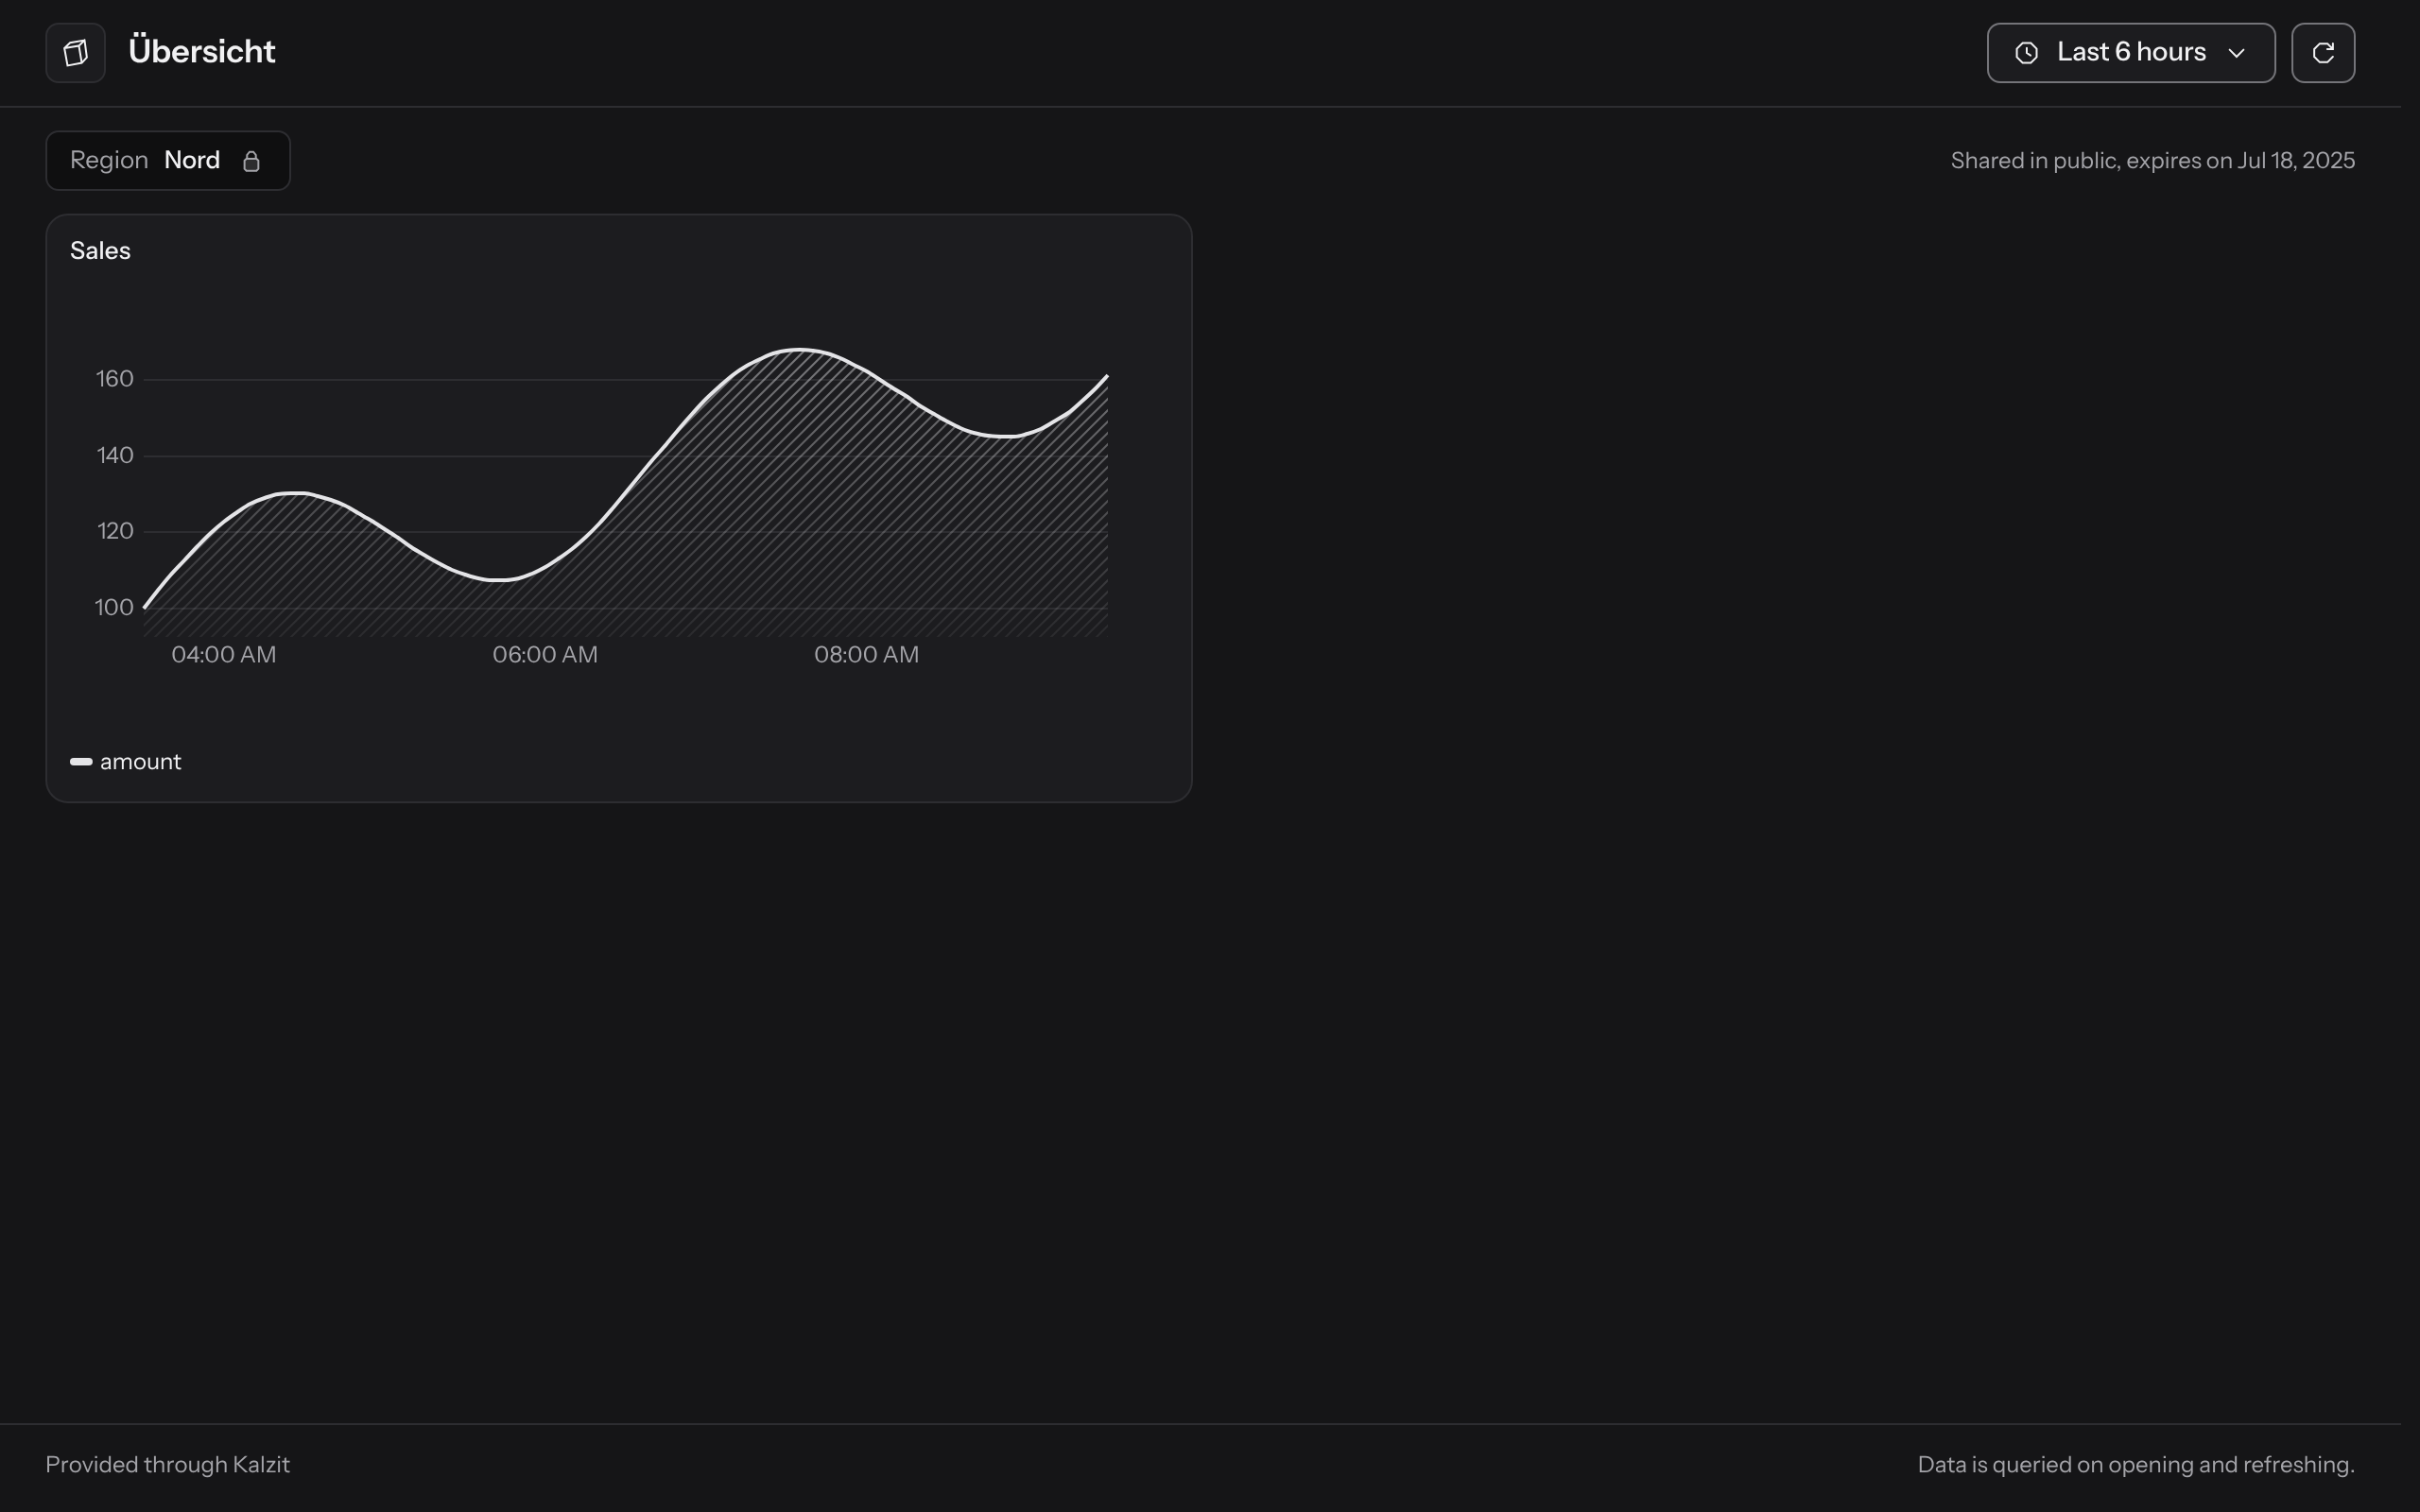 Übersicht
Last 6 hours
Region Nord
Shared in public, expires on Jul 18, 2025
Sales
160
140
120
100
04:00 AM 06:00 AM 08:00 AM
amount
Provided through Kalzit
Data is queried on opening and refreshing.